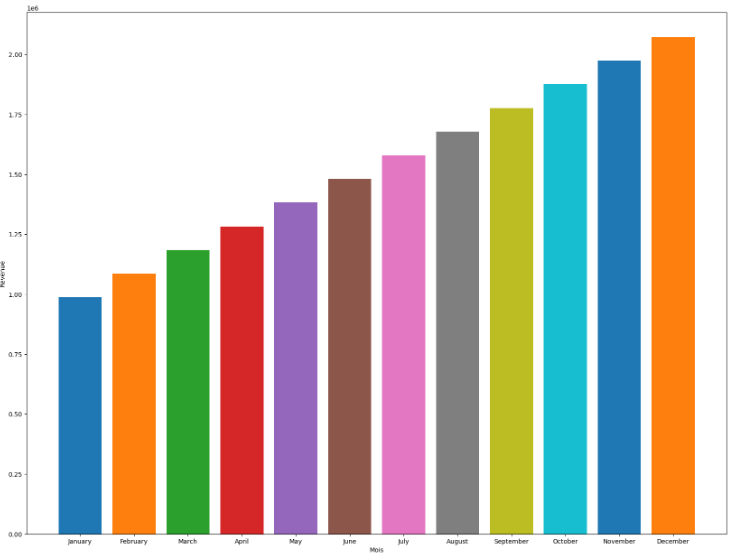 1e6
2.00
1.75
1.50
1.25
1.00
0.75
0.50
0.25
0.00
Revenue
January February March April May June July August September October November December
Mois